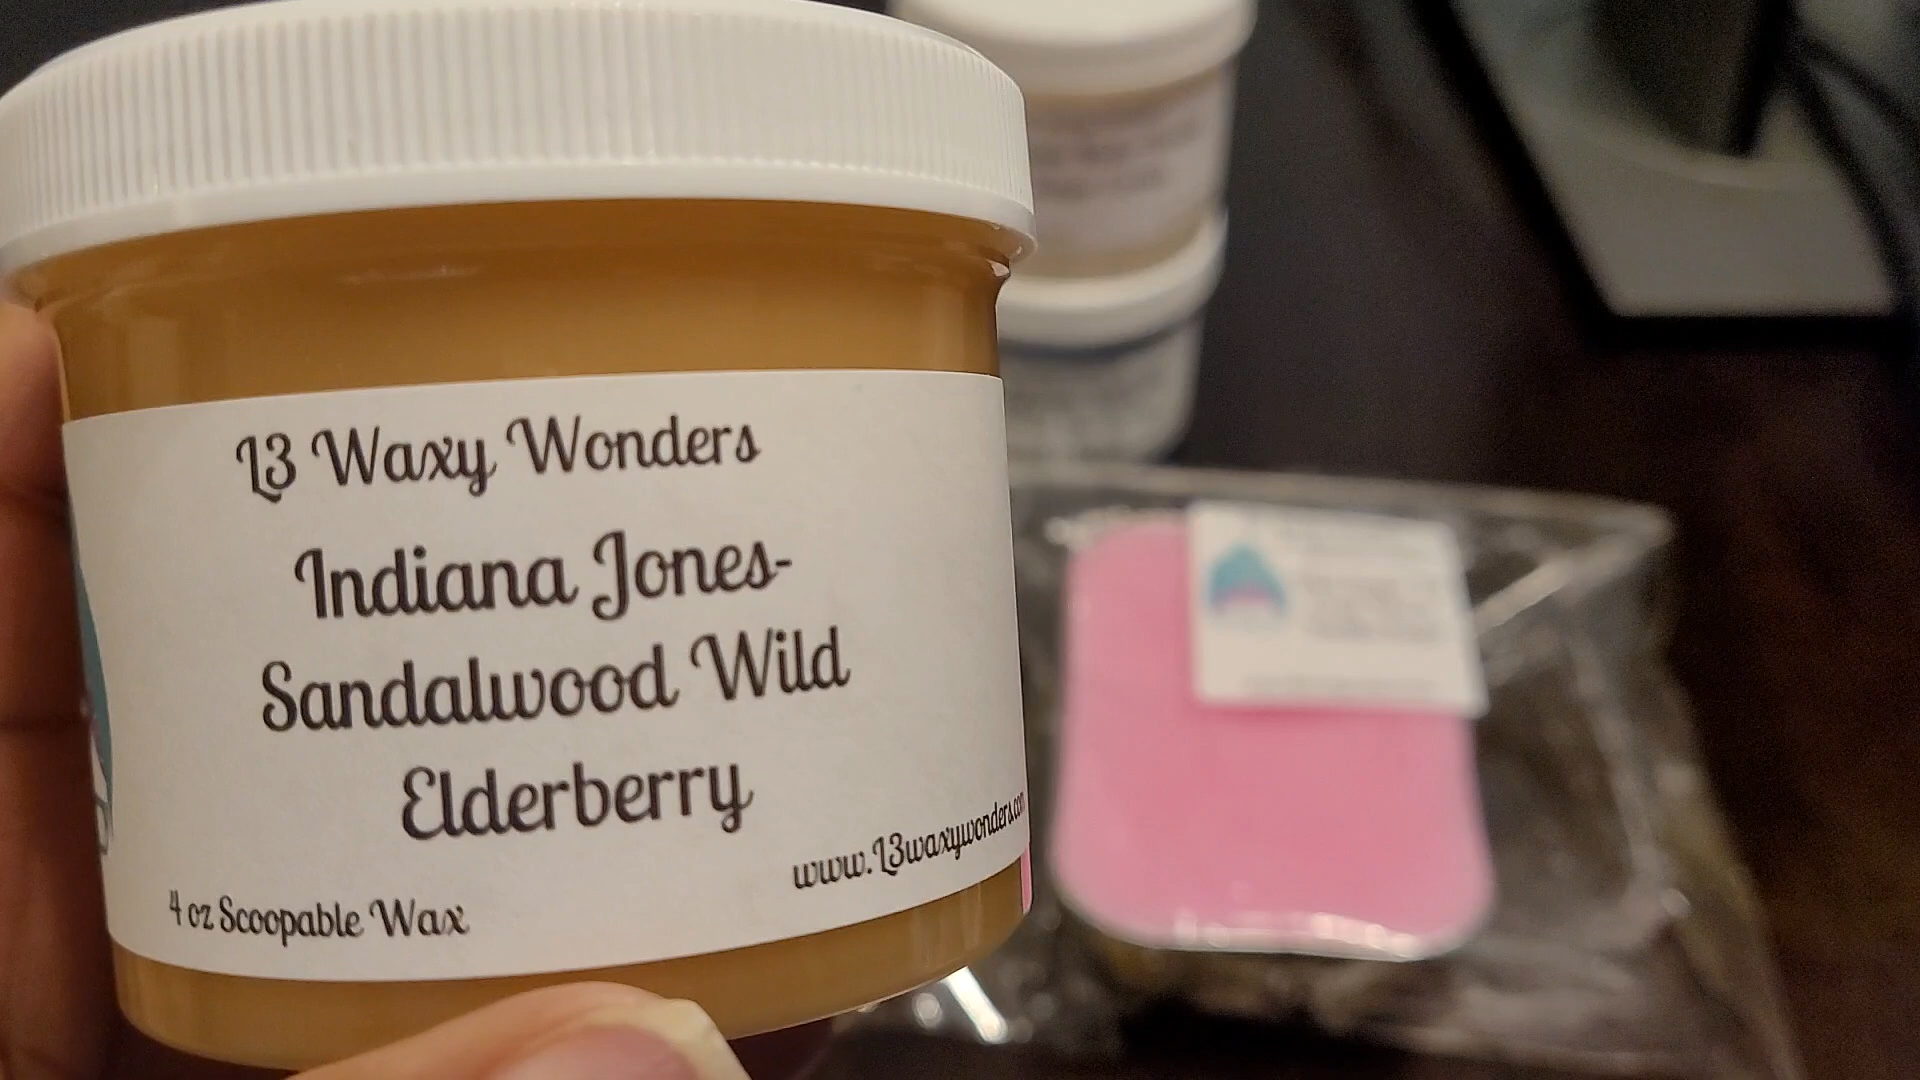 L3 Waxy Wonders
Indiana Jones-
Sandalwood Wild
Elderberry
www.L3waxywonders.com
4 oz Scoopable Wax